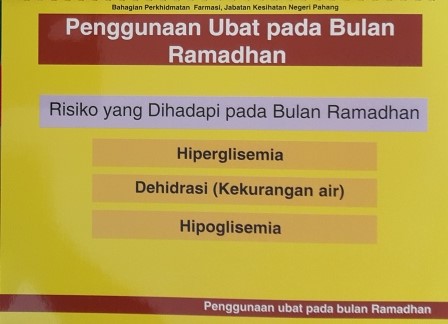 Bahagian Perkhidmatan Farmasi, Jabatan Kesihatan Negeri Pahang
Penggunaan Ubat pada Bulan
Ramadhan
Risiko yang Dihadapi pada Bulan Ramadhan
Hiperglisemia
Dehidrasi (Kekurangan air)
Hipoglisemia
Penggunaan ubat pada bulan Ramadhan